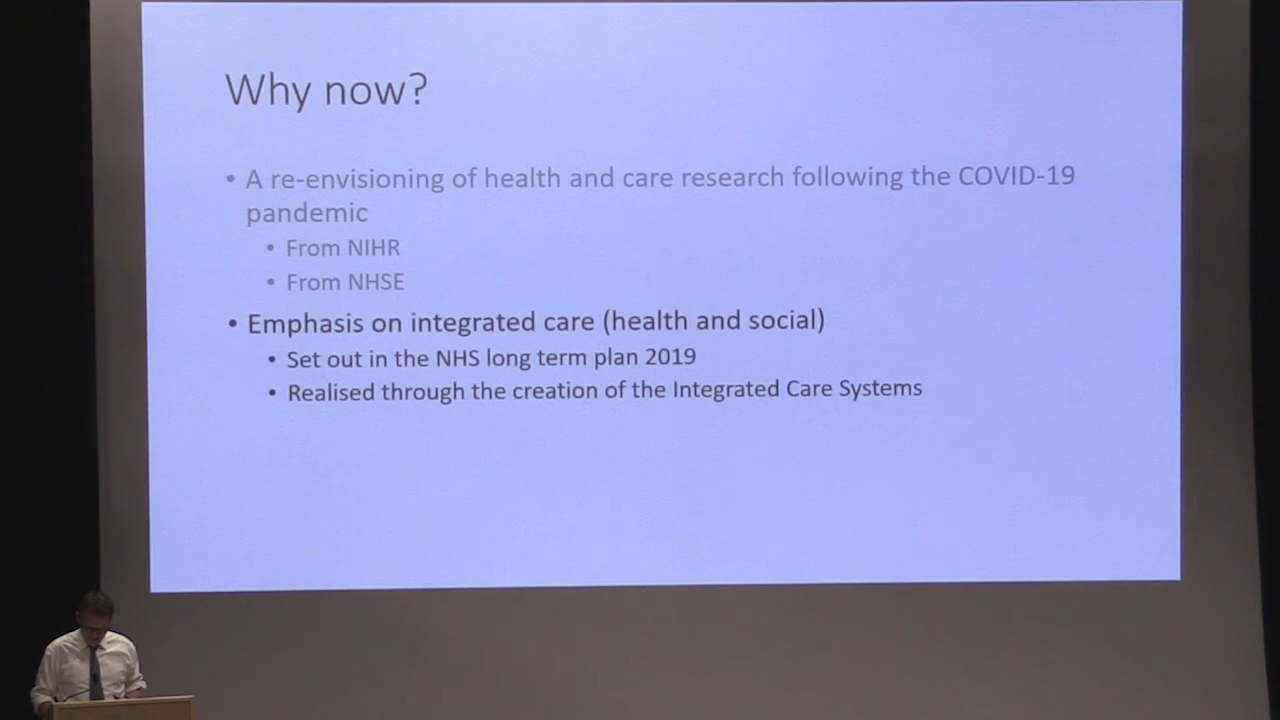 Why now?
• A re-envisioning of health and care research following the COVID-19
pandemic
• From NIHR
• From NHSE
• Emphasis on integrated care (health and social)
• Set out in the NHS long term plan 2019
• Realised through the creation of the Integrated Care Systems